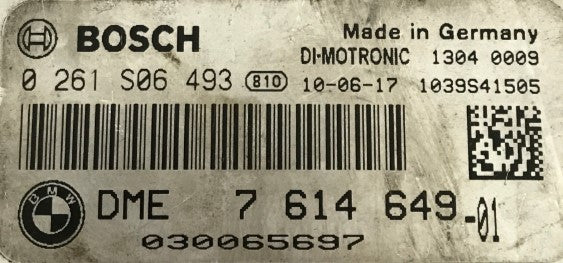 BOSCH Made in Germany
DI-MOTRONIC 1304 0009
0 261 S06 493 810 10-06-17 1039S41505
BMW DME 7 614 649-01
030065697